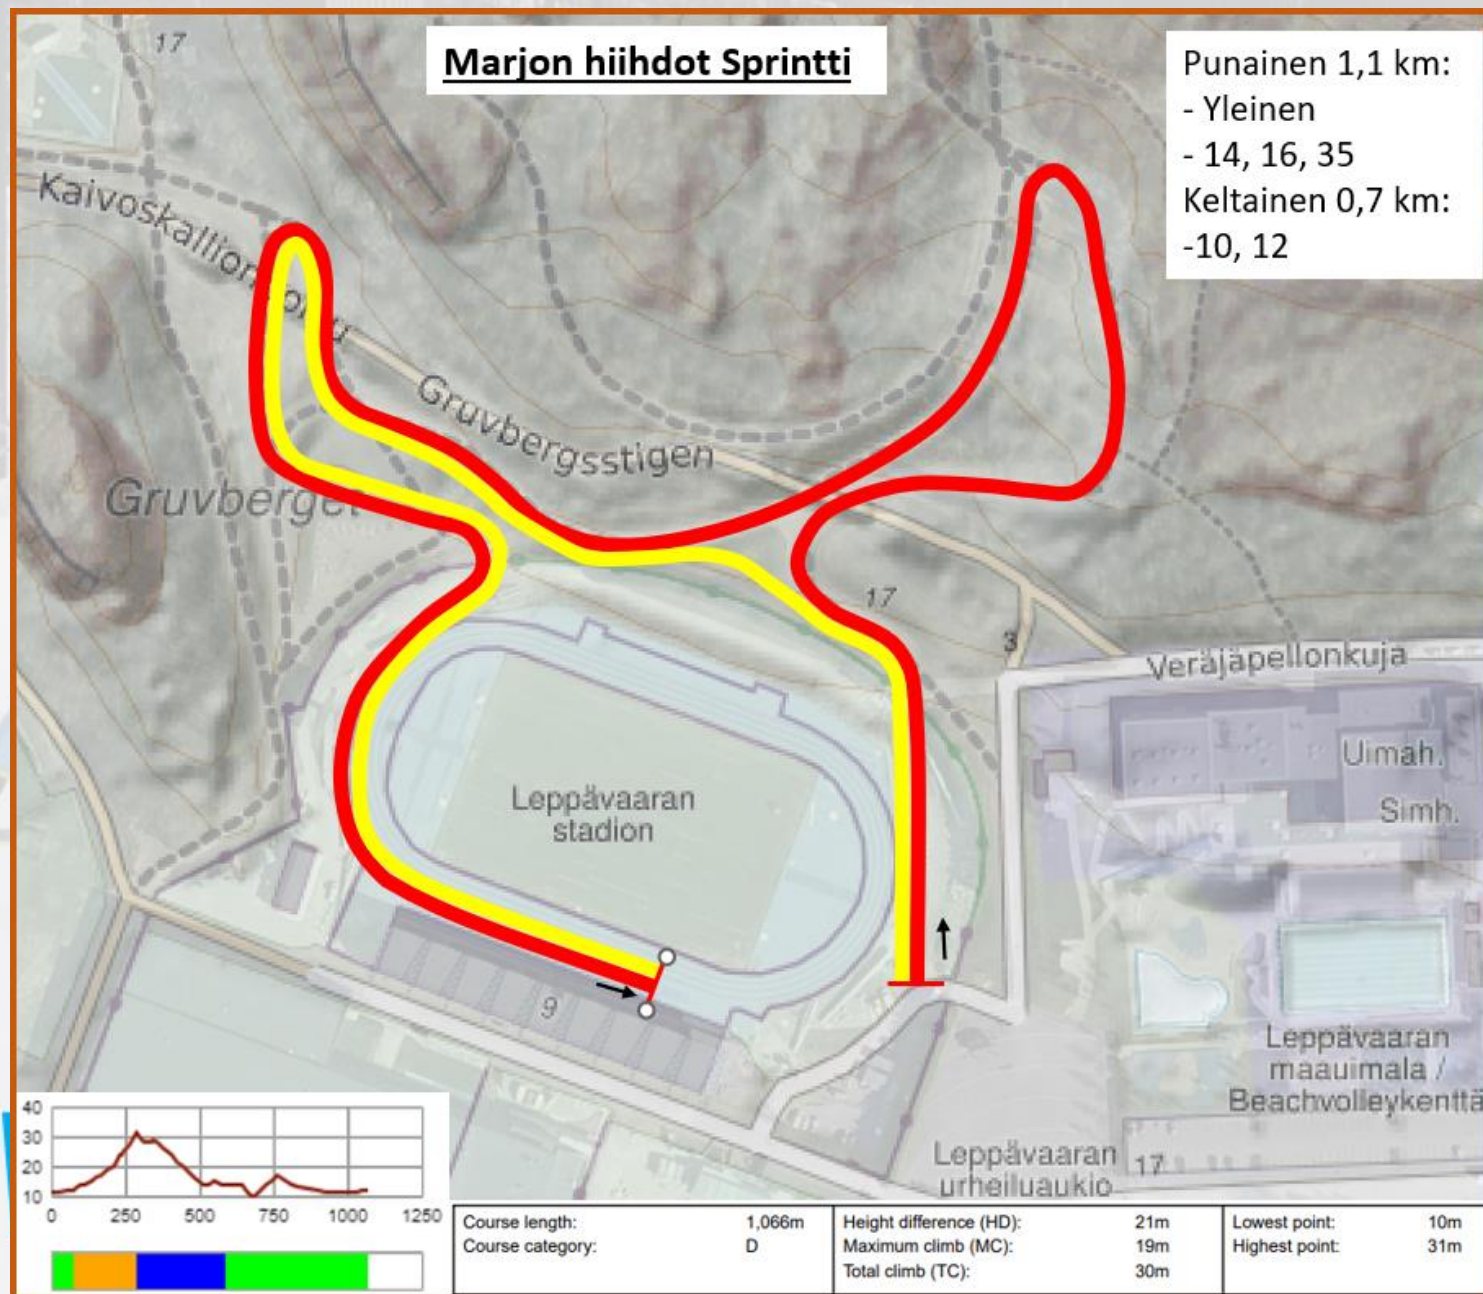 Marjon hiihdot Sprintti
Punainen 1,1 km:
- Yleinen
- 14, 16, 35
Keltainen 0,7 km:
-10, 12
17
Gruvbergsstigen
Gruvberget
17
3
Veräjäpellonkuja
Uimah.
Simh.
Leppävaaran
stadion
9
Leppävaaran
maauimala /
Beachvolleykenttä
Leppävaaran
urheiluaukio
17
40
30
20
10
0 250 500 750 1000 1250
Course length: 1,066m
Course category: D
Height difference (HD): 21m
Maximum climb (MC): 19m
Total climb (TC): 30m
Lowest point: 10m
Highest point: 31m